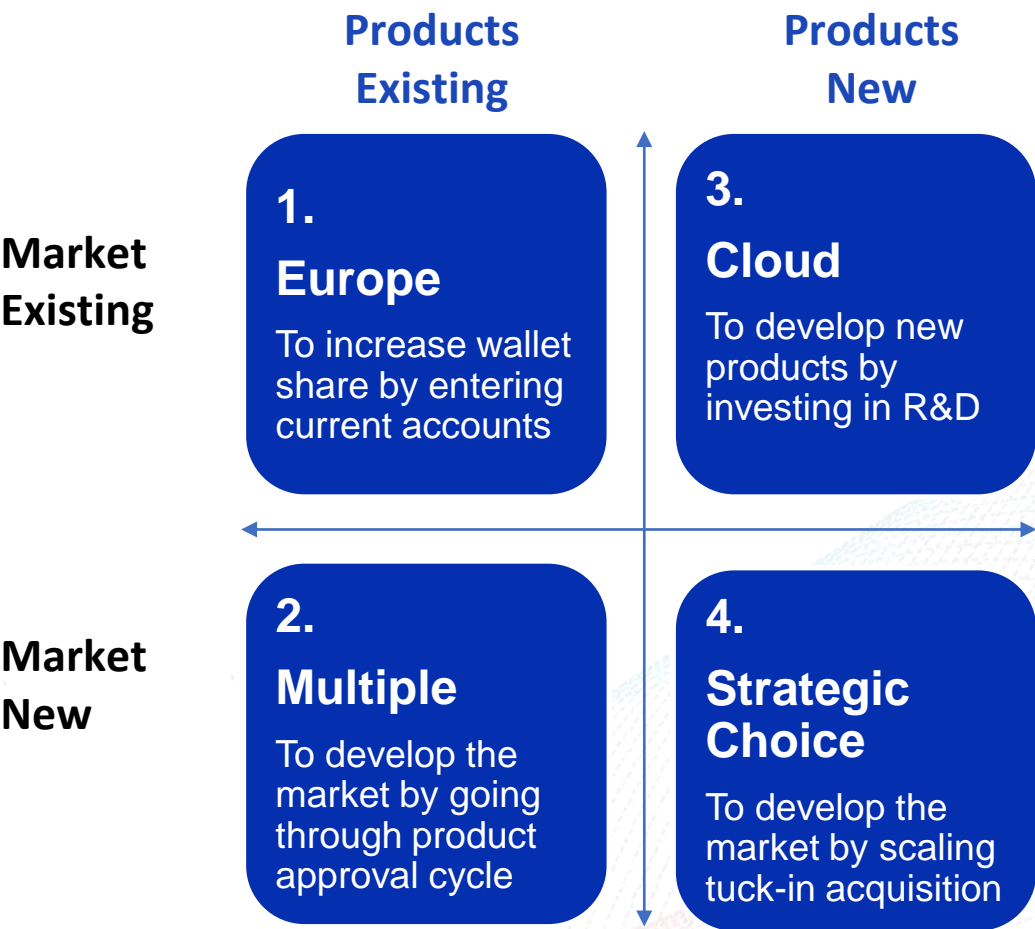 Products
Existing
Products
New
Market
Existing
1.
Europe
To increase wallet
share by entering
current accounts
3.
Cloud
To develop new
products by
investing in R&D
Market
New
2.
Multiple
To develop the
market by going
through product
approval cycle
4.
Strategic
Choice
To develop the
market by scaling
tuck-in acquisition